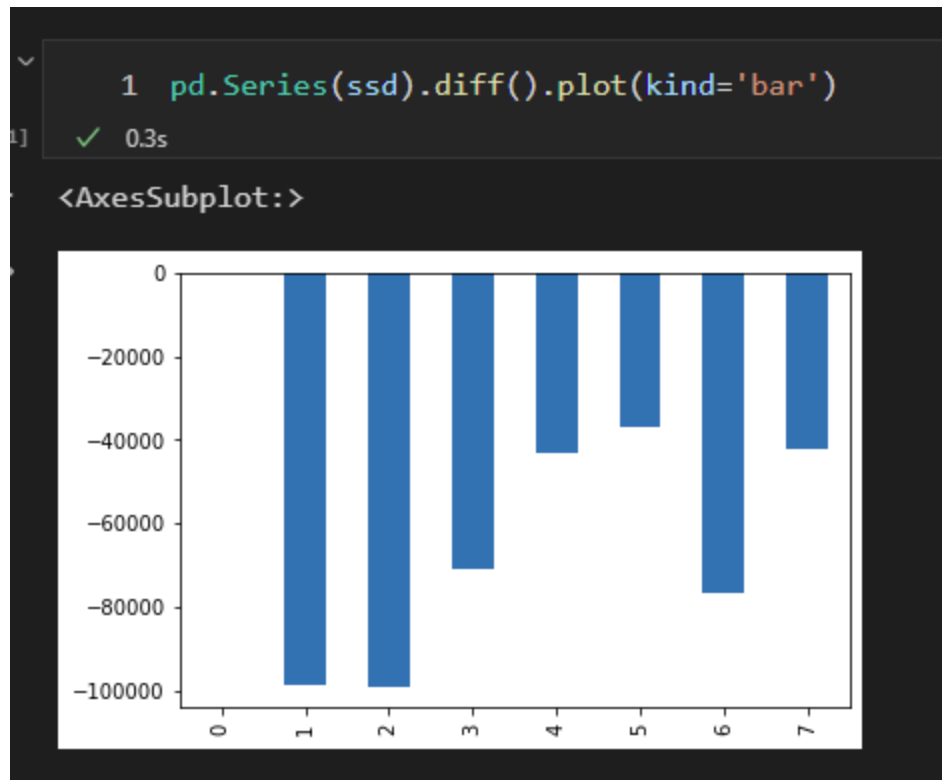 1 pd.Series(ssd).diff().plot(kind='bar')
1]
0.3s
<AxesSubplot:>
0
−20000
−40000
−60000
−80000
−100000
0 1 2 3 4 5 6 7